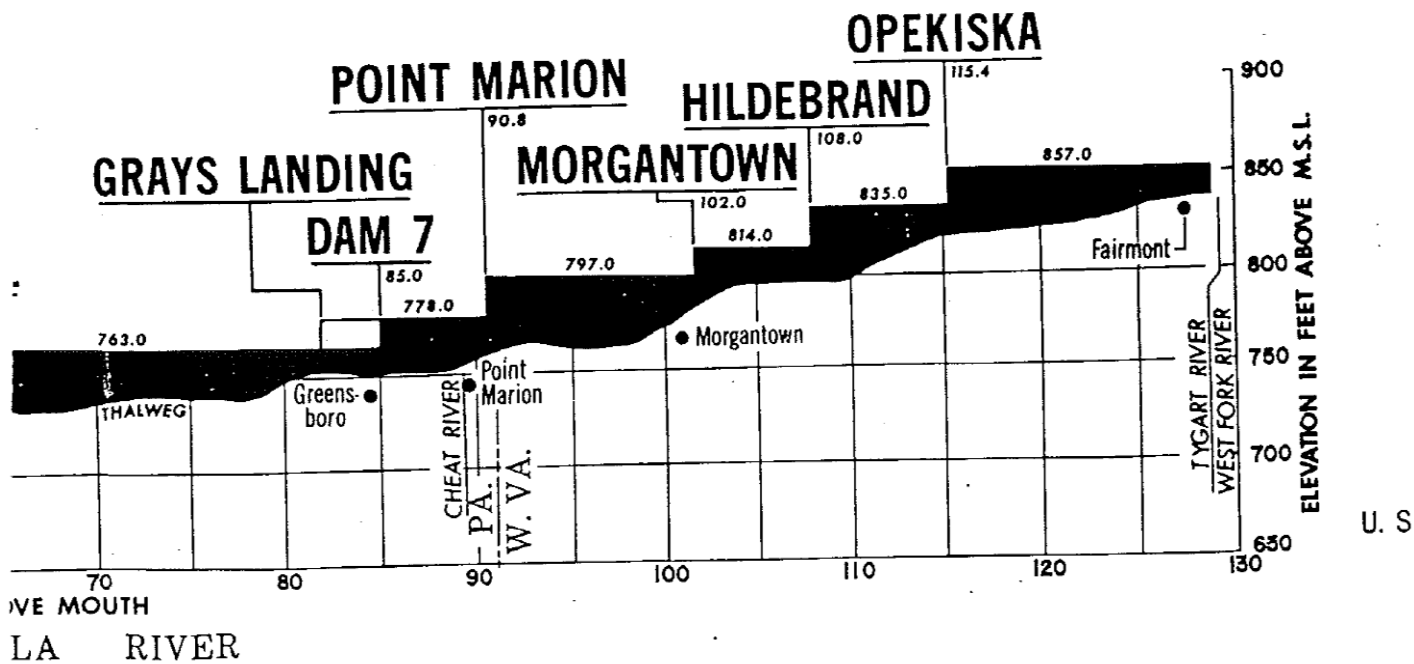 OPEKISKA
115.4
POINT MARION
90.8
HILDEBRAND
108.0
GRAYS LANDING
MORGANTOWN
102.0
DAM 7
85.0
763.0
778.0
797.0
814.0
835.0
857.0
900
850
800
750
700
650
ELEVATION IN FEET ABOVE M.S.L.
THALWEG
Greens-
boro
Point
Marion
Morgantown
Fairmont
CHEAT RIVER
PA.
W. VA.
TYGART RIVER
WEST FORK RIVER
U. S
70
80
90
100
110
120
130
OVE MOUTH
LA RIVER